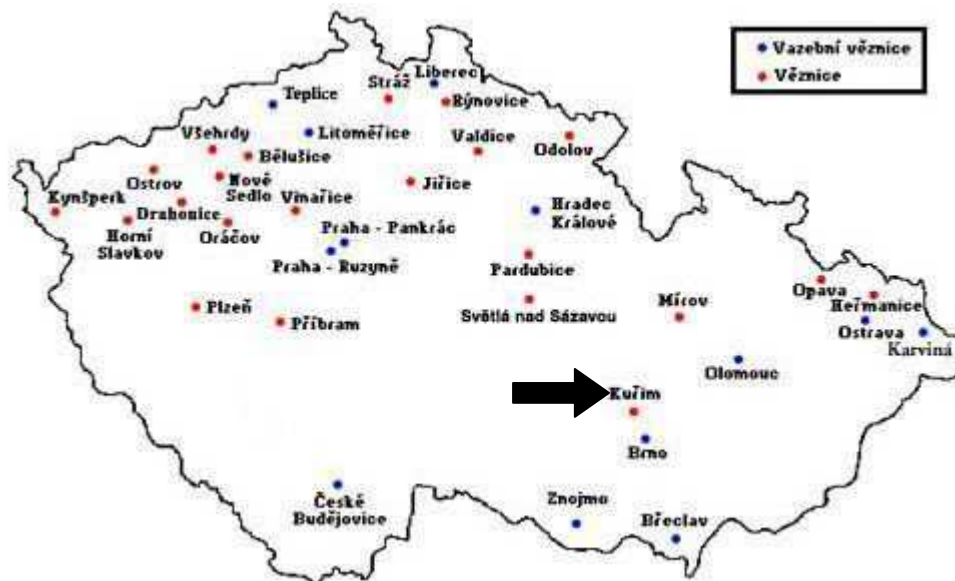 Vazební věznice
Věznice
Liberec
Stráž
Teplice
Rýnovice
Litoměřice
Valdice
Všehrdy
Odolov
Bělušice
Ostrov
Nové
Sedlo
Jiřice
Kynšperk
Vinařice
Drahonice
Hradec
Králové
Horní
Slavkov
Oráčov
Praha - Pankrác
Praha - Ruzyně
Pardubice
Opava
Mírov
Heřmanice
Plzeň
Světlá nad Sázavou
Příbram
Ostrava
Karviná
Olomouc
Kuřim
Brno
České
Budějovice
Znojmo
Břeclav